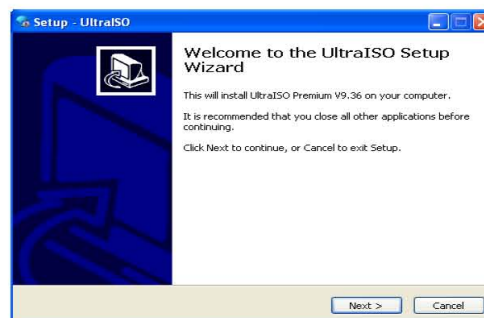 Setup - UltraISO
Welcome to the UltraISO Setup
Wizard
This will install UltraISO Premium V9.36 on your computer.
It is recommended that you close all other applications before
continuing.
Click Next to continue, or Cancel to exit Setup.
Next >
Cancel